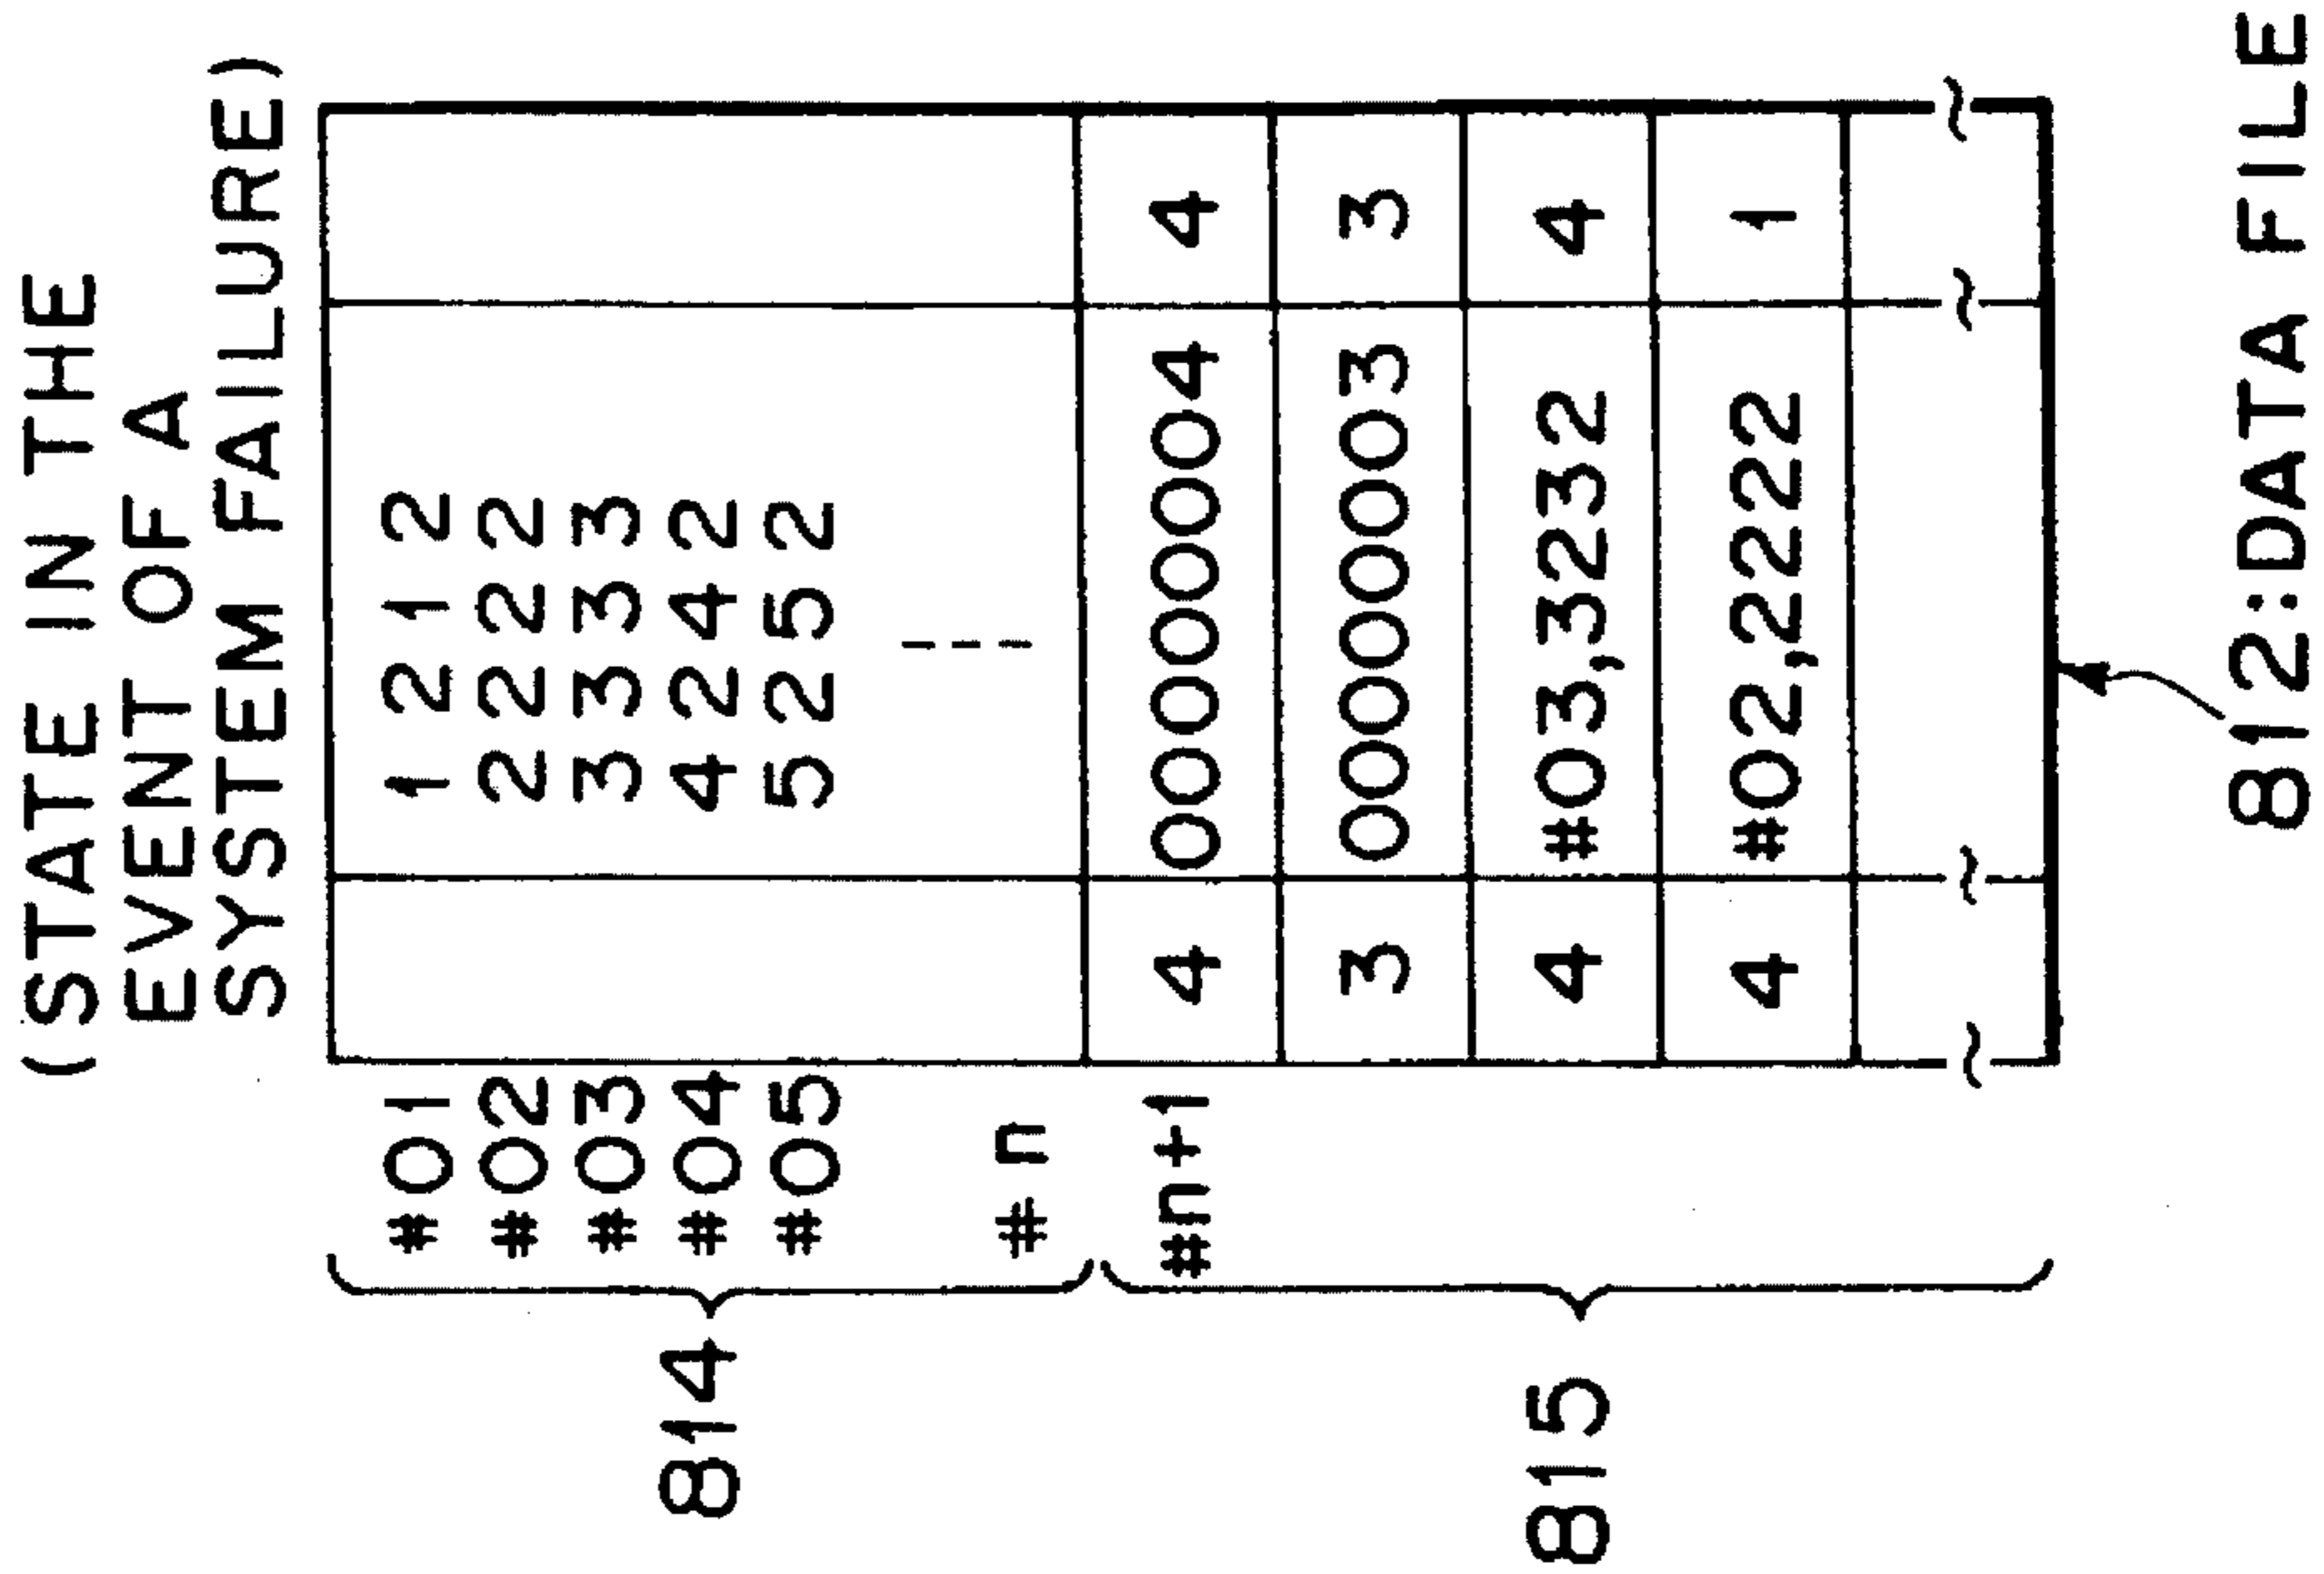 (STATE IN THE
EVENT OF A
SYSTEM FAILURE)
814
#01 1 2 1 2
#02 2 2 2 2
#03 3 3 3 3
#04 4 2 4 2
#05 5 2 5 2
---
#n
815
#n+1 4 00000004 4
3 00000003 3
4 #03,3232 4
4 #02,2222 1
812:DATA FILE